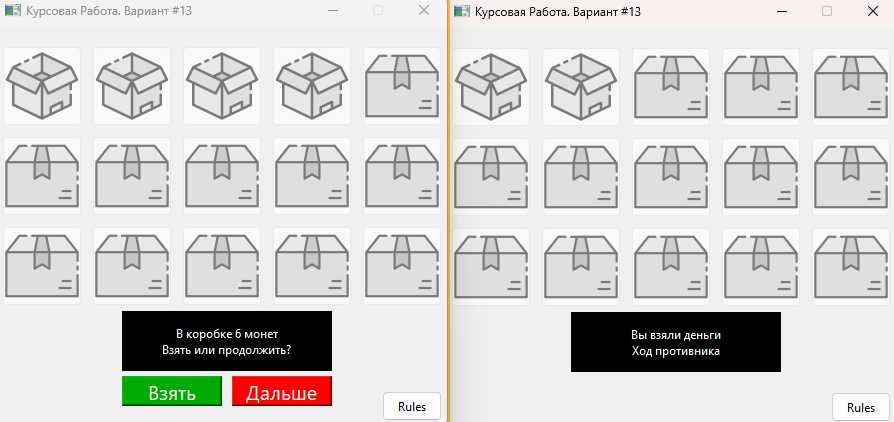 Курсовая Работа. Вариант #13
В коробке 6 монет
Взять или продолжить?
Взять
Дальше
Rules
Курсовая Работа. Вариант #13
Вы взяли деньги
Ход противника
Rules